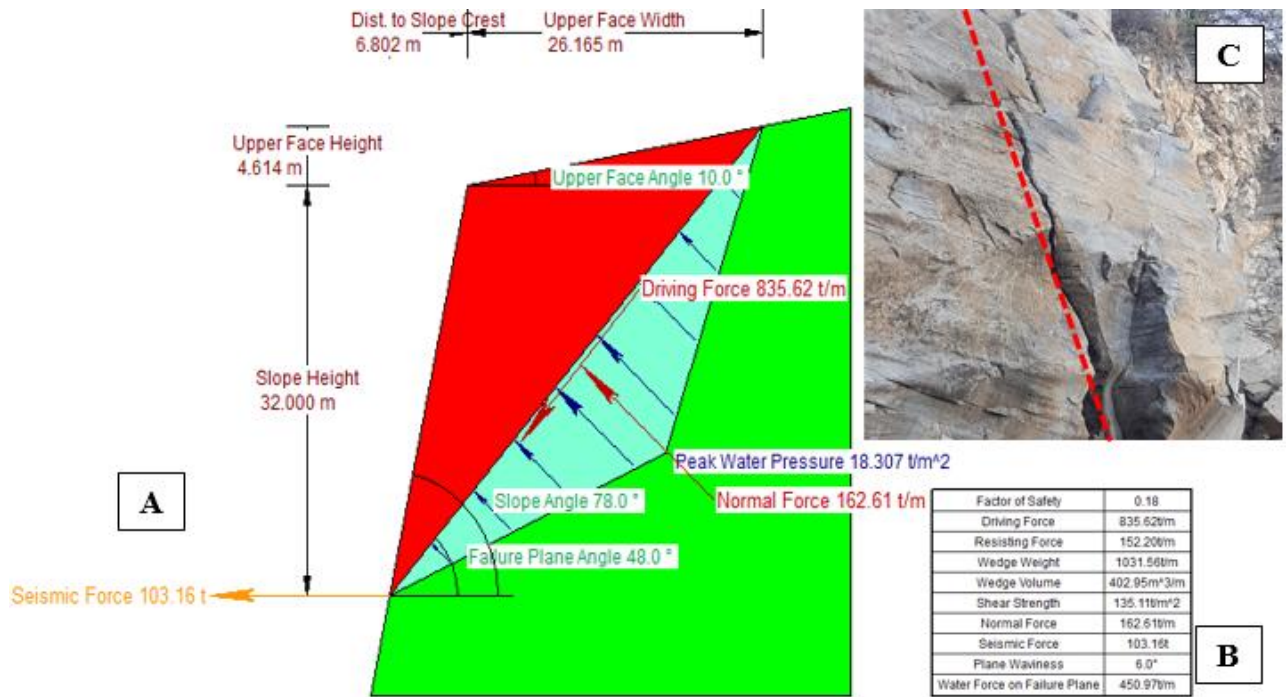 Dist. to Slope Crest
6.802 m
Upper Face Width
26.165 m
C
Upper Face Height
4.614 m
Upper Face Angle 10.0 °
Driving Force 835.62 t/m
Slope Height
32.000 m
Peak Water Pressure 18.307 t/m^2
A
Slope Angle 78.0 °
Normal Force 162.61 t/m
Failure Plane Angle 48.0 °
Seismic Force 103.16 t
Factor of Safety 0.18
Driving Force 835.62t/m
Resisting Force 152.20t/m
Wedge Weight 1031.56t/m
Wedge Volume 402.95m^3/m
Shear Strength 135.11t/m^2
Normal Force 162.61t/m
Seismic Force 103.16t
Plane Waviness 6.0°
Water Force on Failure Plane 450.97t/m
B